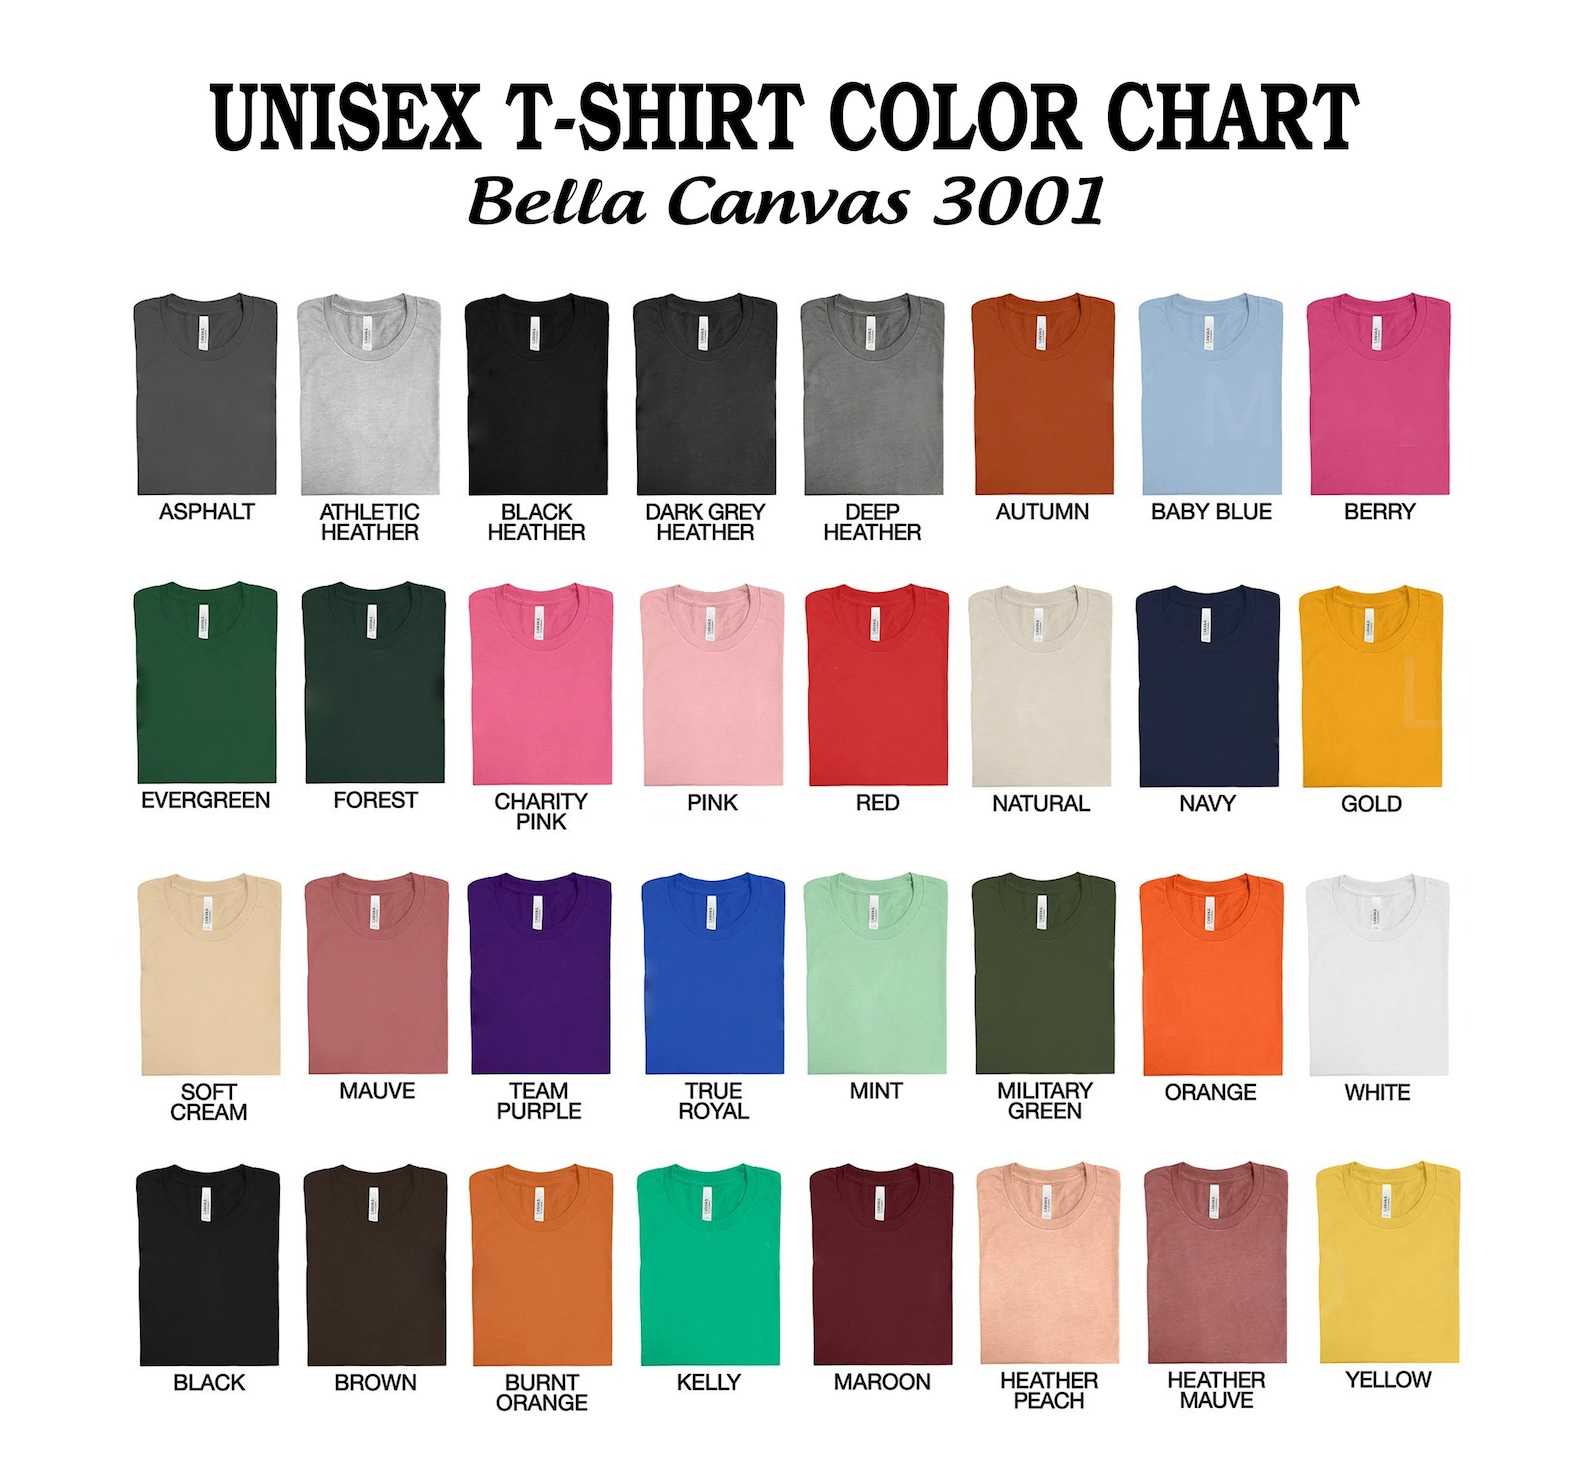 UNISEX T-SHIRT COLOR CHART
Bella Canvas 3001
ASPHALT
ATHLETIC
HEATHER
BLACK
HEATHER
DARK GREY
HEATHER
DEEP
HEATHER
AUTUMN
BABY BLUE
BERRY
EVERGREEN
FOREST
CHARITY
PINK
PINK
RED
NATURAL
NAVY
GOLD
SOFT
CREAM
MAUVE
TEAM
PURPLE
TRUE
ROYAL
MINT
MILITARY
GREEN
ORANGE
WHITE
BLACK
BROWN
BURNT
ORANGE
KELLY
MAROON
HEATHER
PEACH
HEATHER
MAUVE
YELLOW